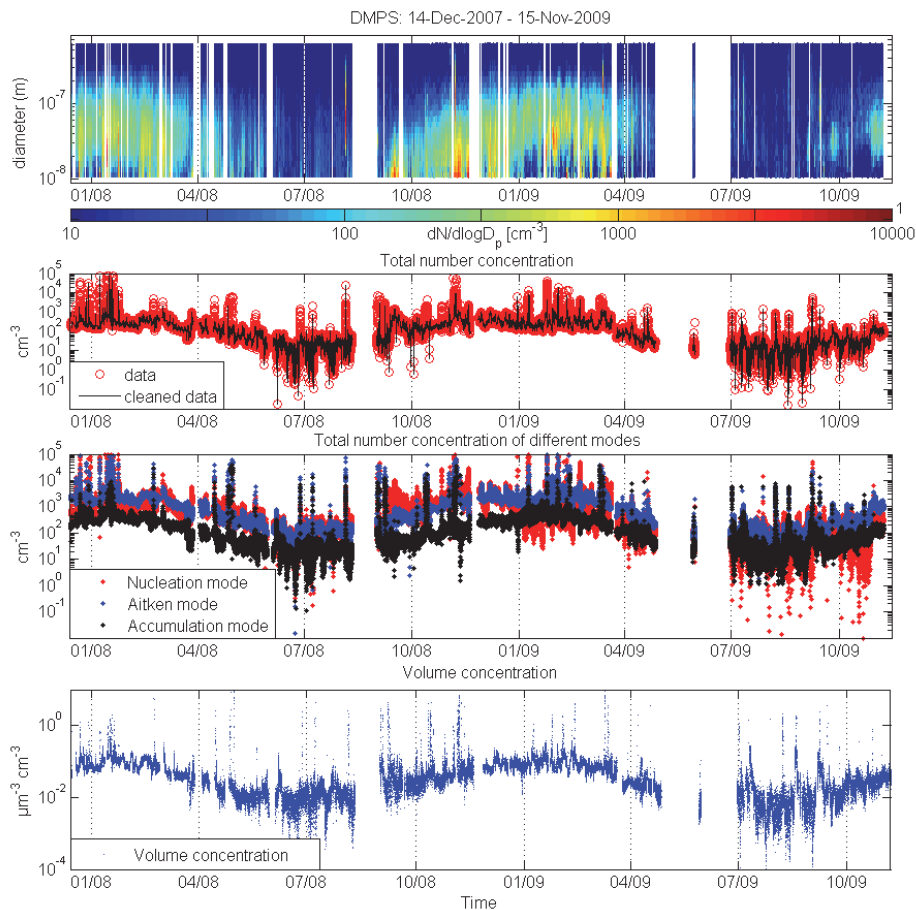 DMPS: 14-Dec-2007 - 15-Nov-2009
diameter (m)
10^-7
10^-8
01/08 04/08 07/08 10/08 01/09 04/09 07/09 10/09
1
10 100 dN/dlogD_p [cm^-3] 1000 10000
Total number concentration
cm^-3
10^5
10^4
10^3
10^2
10^1
10^0
10^-1
data
cleaned data
01/08 04/08 07/08 10/08 01/09 04/09 07/09 10/09
Total number concentration of different modes
cm^-3
10^5
10^4
10^3
10^2
10^1
10^0
10^-1
Nucleation mode
Aitken mode
Accumulation mode
01/08 04/08 07/08 10/08 01/09 04/09 07/09 10/09
Volume concentration
µm^-3 cm^-3
10^0
10^-2
10^-4
Volume concentration
01/08 04/08 07/08 10/08 01/09 04/09 07/09 10/09
Time